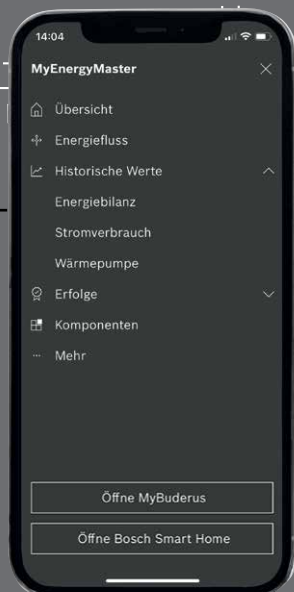 14:04
MyEnergyMaster
Übersicht
Energiefluss
Historische Werte
Energiebilanz
Stromverbrauch
Wärmepumpe
Erfolge
Komponenten
Mehr
Öffne MyBuderus
Öffne Bosch Smart Home